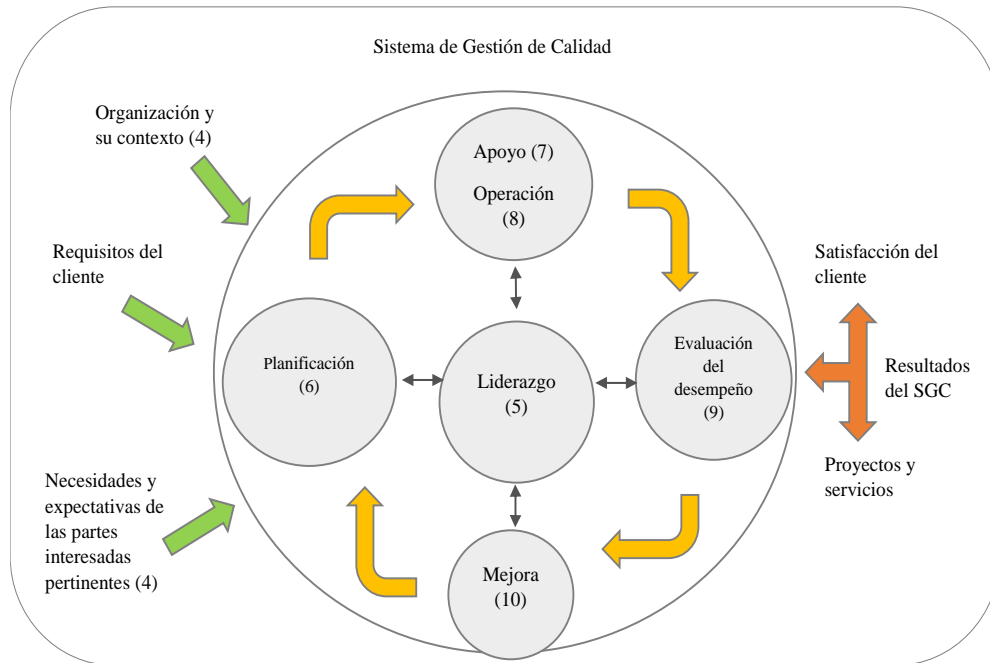 Sistema de Gestión de Calidad
Organización y
su contexto (4)
Apoyo (7)
Operación
(8)
Requisitos del
cliente
Satisfacción del
cliente
Planificación
(6)
Liderazgo
(5)
Evaluación
del
desempeño
(9)
Resultados
del SGC
Necesidades y
expectativas de
las partes
interesadas
pertinentes (4)
Proyectos y
servicios
Mejora
(10)